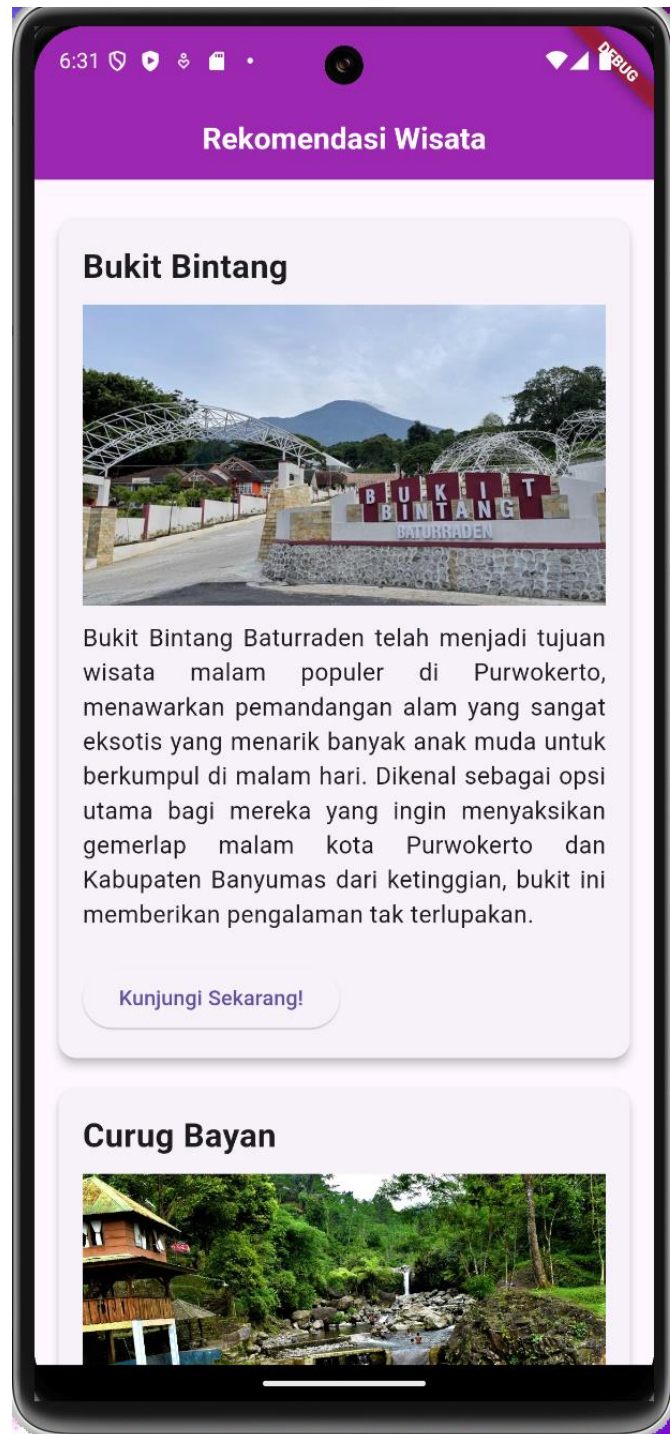 6:31
DEBUG
Rekomendasi Wisata
Bukit Bintang
BUKIT
BINTANG
BATURRADEN
Bukit Bintang Baturraden telah menjadi tujuan
wisata malam populer di Purwokerto,
menawarkan pemandangan alam yang sangat
eksotis yang menarik banyak anak muda untuk
berkumpul di malam hari. Dikenal sebagai opsi
utama bagi mereka yang ingin menyaksikan
gemerlap malam kota Purwokerto dan
Kabupaten Banyumas dari ketinggian, bukit ini
memberikan pengalaman tak terlupakan.
Kunjungi Sekarang!
Curug Bayan